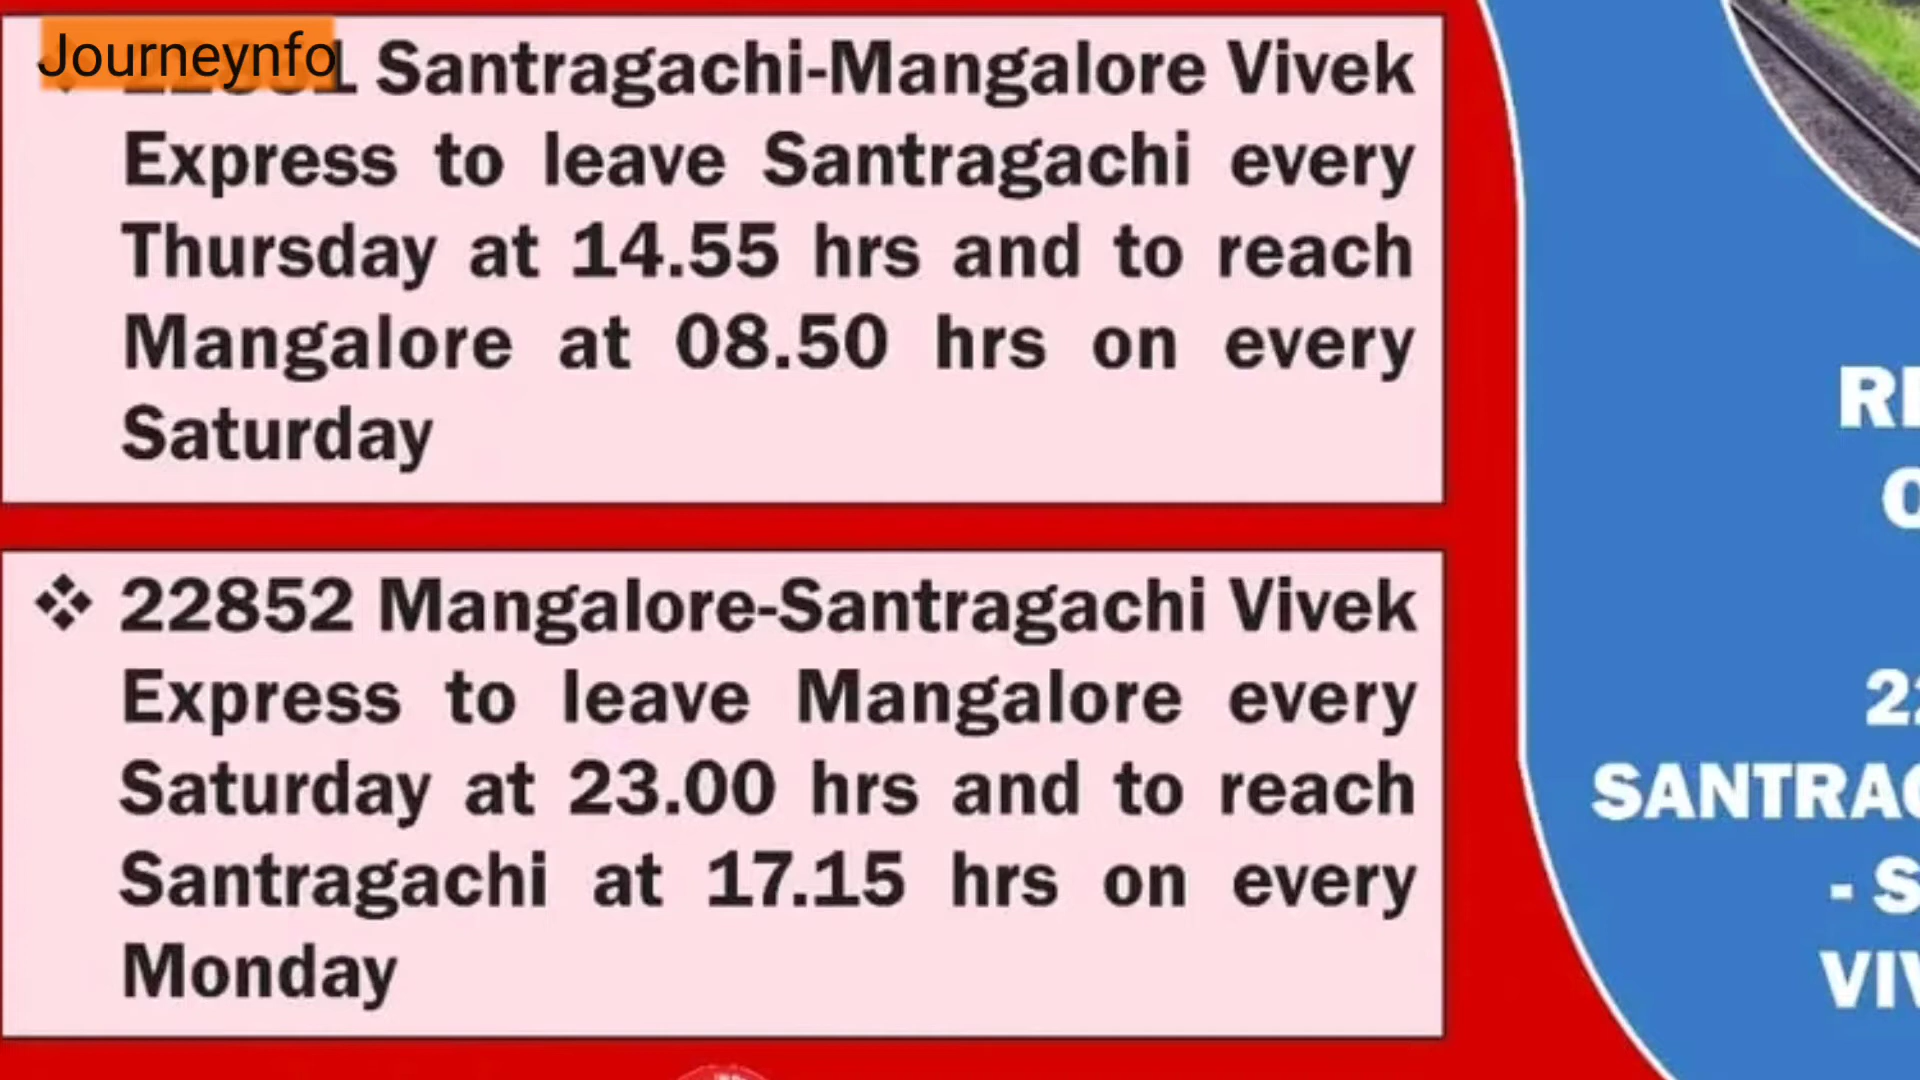 Journeynfo
Santragachi-Mangalore Vivek
Express to leave Santragachi every
Thursday at 14.55 hrs and to reach
Mangalore at 08.50 hrs on every
Saturday
❖ 22852 Mangalore-Santragachi Vivek
Express to leave Mangalore every
Saturday at 23.00 hrs and to reach
Santragachi at 17.15 hrs on every
Monday
- S